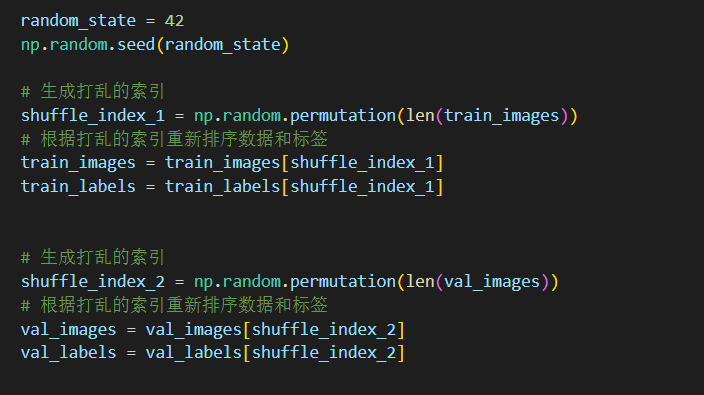 random_state = 42
np.random.seed(random_state)
# 生成打乱的索引
shuffle_index_1 = np.random.permutation(len(train_images))
# 根据打乱的索引重新排序数据和标签
train_images = train_images[shuffle_index_1]
train_labels = train_labels[shuffle_index_1]
# 生成打乱的索引
shuffle_index_2 = np.random.permutation(len(val_images))
# 根据打乱的索引重新排序数据和标签
val_images = val_images[shuffle_index_2]
val_labels = val_labels[shuffle_index_2]